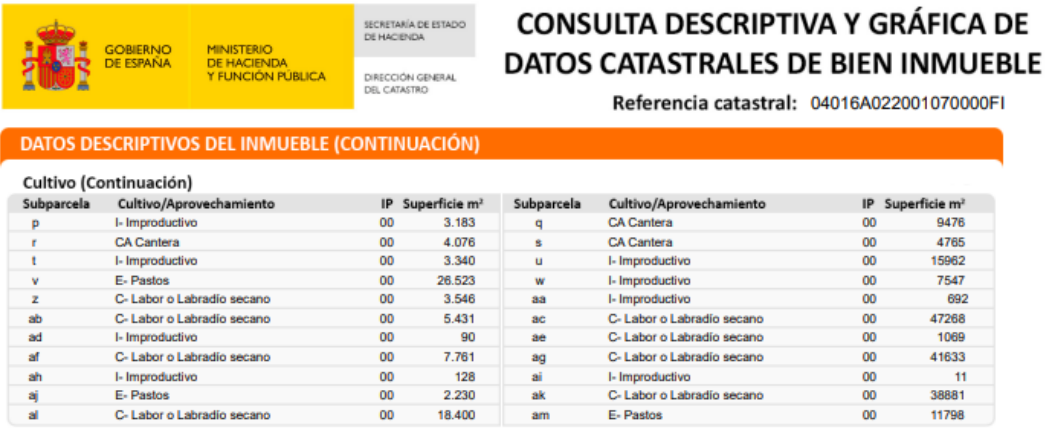 GOBIERNO
DE ESPAÑA
MINISTERIO
DE HACIENDA
Y FUNCIÓN PÚBLICA
SECRETARÍA DE ESTADO
DE HACIENDA
DIRECCIÓN GENERAL
DEL CATASTRO
CONSULTA DESCRIPTIVA Y GRÁFICA DE
DATOS CATASTRALES DE BIEN INMUEBLE
Referencia catastral: 04016A022001070000FI
DATOS DESCRIPTIVOS DEL INMUEBLE (CONTINUACIÓN)
Cultivo (Continuación)
Subparcela Cultivo/Aprovechamiento IP Superficie m² Subparcela Cultivo/Aprovechamiento IP Superficie m²
p I- Improductivo 00 3.183 q CA Cantera 00 9476
r CA Cantera 00 4.076 s CA Cantera 00 4765
t I- Improductivo 00 3.340 u I- Improductivo 00 15962
v E- Pastos 00 26.523 w I- Improductivo 00 7547
z C- Labor o Labradío secano 00 3.546 aa I- Improductivo 00 692
ab C- Labor o Labradío secano 00 5.431 ac C- Labor o Labradío secano 00 47268
ad I- Improductivo 00 90 ae C- Labor o Labradío secano 00 1069
af C- Labor o Labradío secano 00 7.761 ag C- Labor o Labradío secano 00 41633
ah I- Improductivo 00 128 ai I- Improductivo 00 11
aj E- Pastos 00 2.230 ak C- Labor o Labradío secano 00 38881
al C- Labor o Labradío secano 00 18.400 am E- Pastos 00 11798